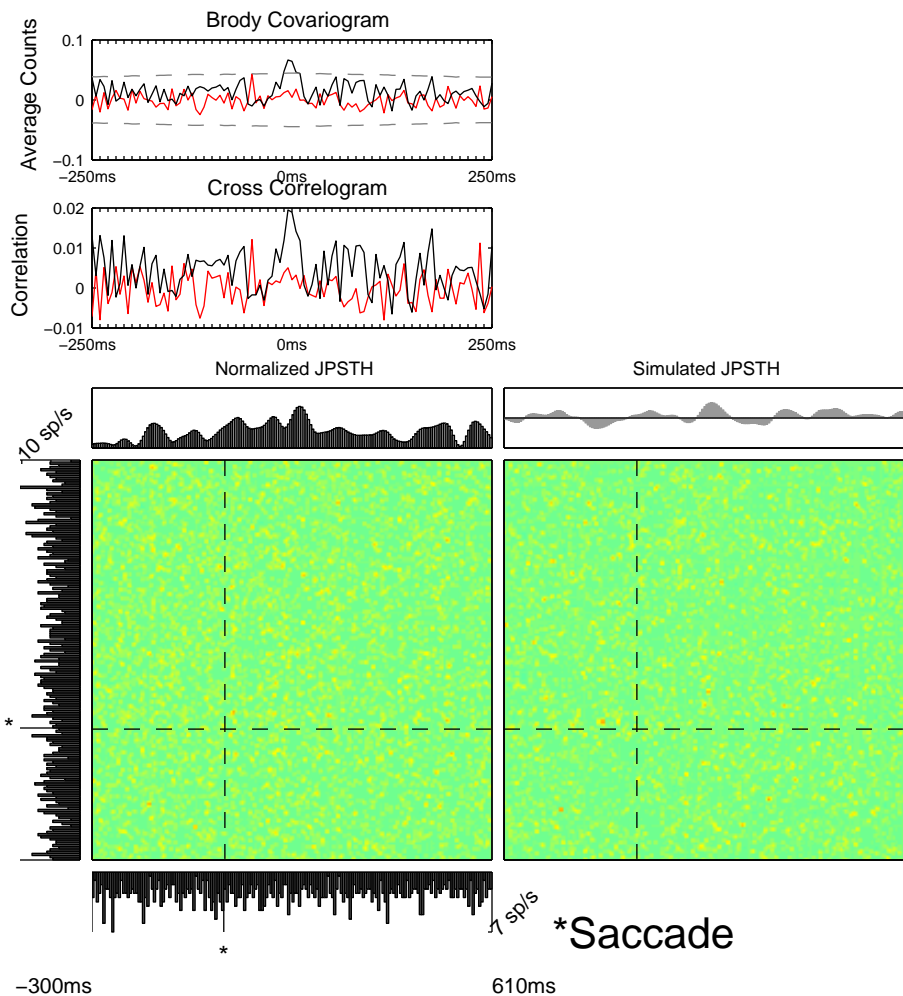 Brody Covariogram
0.1
0
−0.1
Average Counts
−250ms
0ms
250ms
Cross Correlogram
0.02
0.01
0
−0.01
Correlation
−250ms
0ms
250ms
Normalized JPSTH
Simulated JPSTH
10 sp/s
*
7 sp/s
*
*Saccade
−300ms
610ms